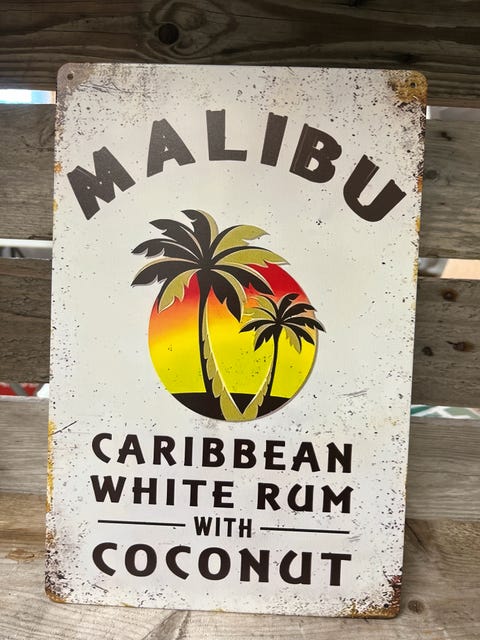 MALIBU
CARIBBEAN
WHITE RUM
WITH
COCONUT